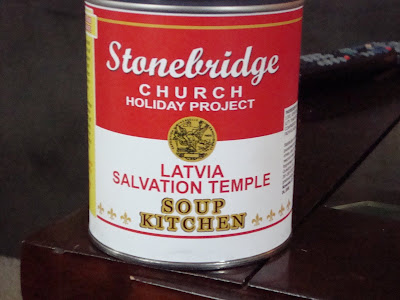 Stonebridge
CHURCH
HOLIDAY PROJECT
LATVIA
SALVATION TEMPLE
SOUP
KITCHEN